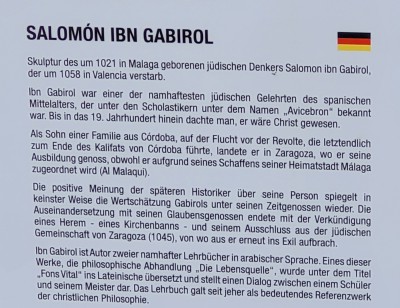 SALOMÓN IBN GABIROL
Skulptur des um 1021 in Malaga geborenen jüdischen Denkers Salomon ibn Gabirol,
der um 1058 in Valencia verstarb.
Ibn Gabirol war einer der namhaftesten jüdischen Gelehrten des spanischen
Mittelalters, der unter den Scholastikern unter dem Namen „Avicebron" bekannt
war. Bis in das 19. Jahrhundert hinein dachte man, er wäre Christ gewesen.
Als Sohn einer Familie aus Córdoba, auf der Flucht vor der Revolte, die letztendlich
zum Ende des Kalifats von Córdoba führte, landete er in Zaragoza, wo er seine
Ausbildung genoss, obwohl er aufgrund seines Schaffens seiner Heimatstadt Málaga
zugeordnet wird (Al Malaquí).
Die positive Meinung der späteren Historiker über seine Person spiegelt in
keinster Weise die Wertschätzung Gabirols unter seinen Zeitgenossen wieder. Die
Auseinandersetzung mit seinen Glaubensgenossen endete mit der Verkündigung
eines Herem - eines Kirchenbanns - und seinem Ausschluss aus der jüdischen
Gemeinschaft von Zaragoza (1045), von wo aus er erneut ins Exil aufbrach.
Ibn Gabirol ist Autor zweier namhafter Lehrbücher in arabischer Sprache. Eines dieser
Werke, die philosophische Abhandlung „Die Lebensquelle", wurde unter dem Titel
„Fons Vital" ins Lateinische übersetzt und stellt einen Dialog zwischen einem Schüler
und seinem Meister dar. Das Lehrbuch galt seit jeher als bedeutendes Referenzwerk
der christlichen Philosophie.